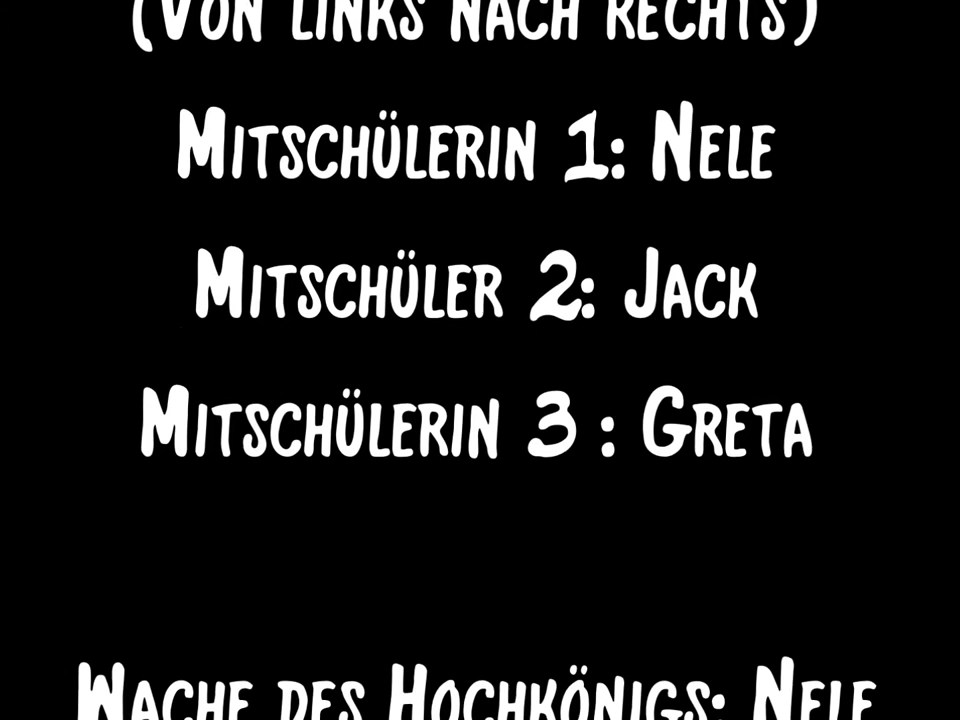 (Von links nach rechts)
Mitschülerin 1: Nele
Mitschüler 2: Jack
Mitschülerin 3 : Greta
Wache des Hochkönigs: Nele